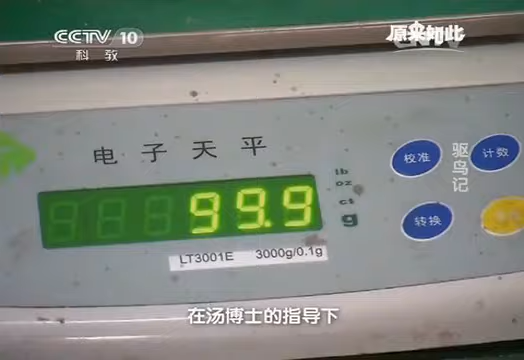 CCTV 10
科教
原来如此
CNTV
电子天平
校准
计数
驱鸟记
lb
oz
ct
g
99.9
转换
LT3001E 3000g/0.1g
在汤博士的指导下